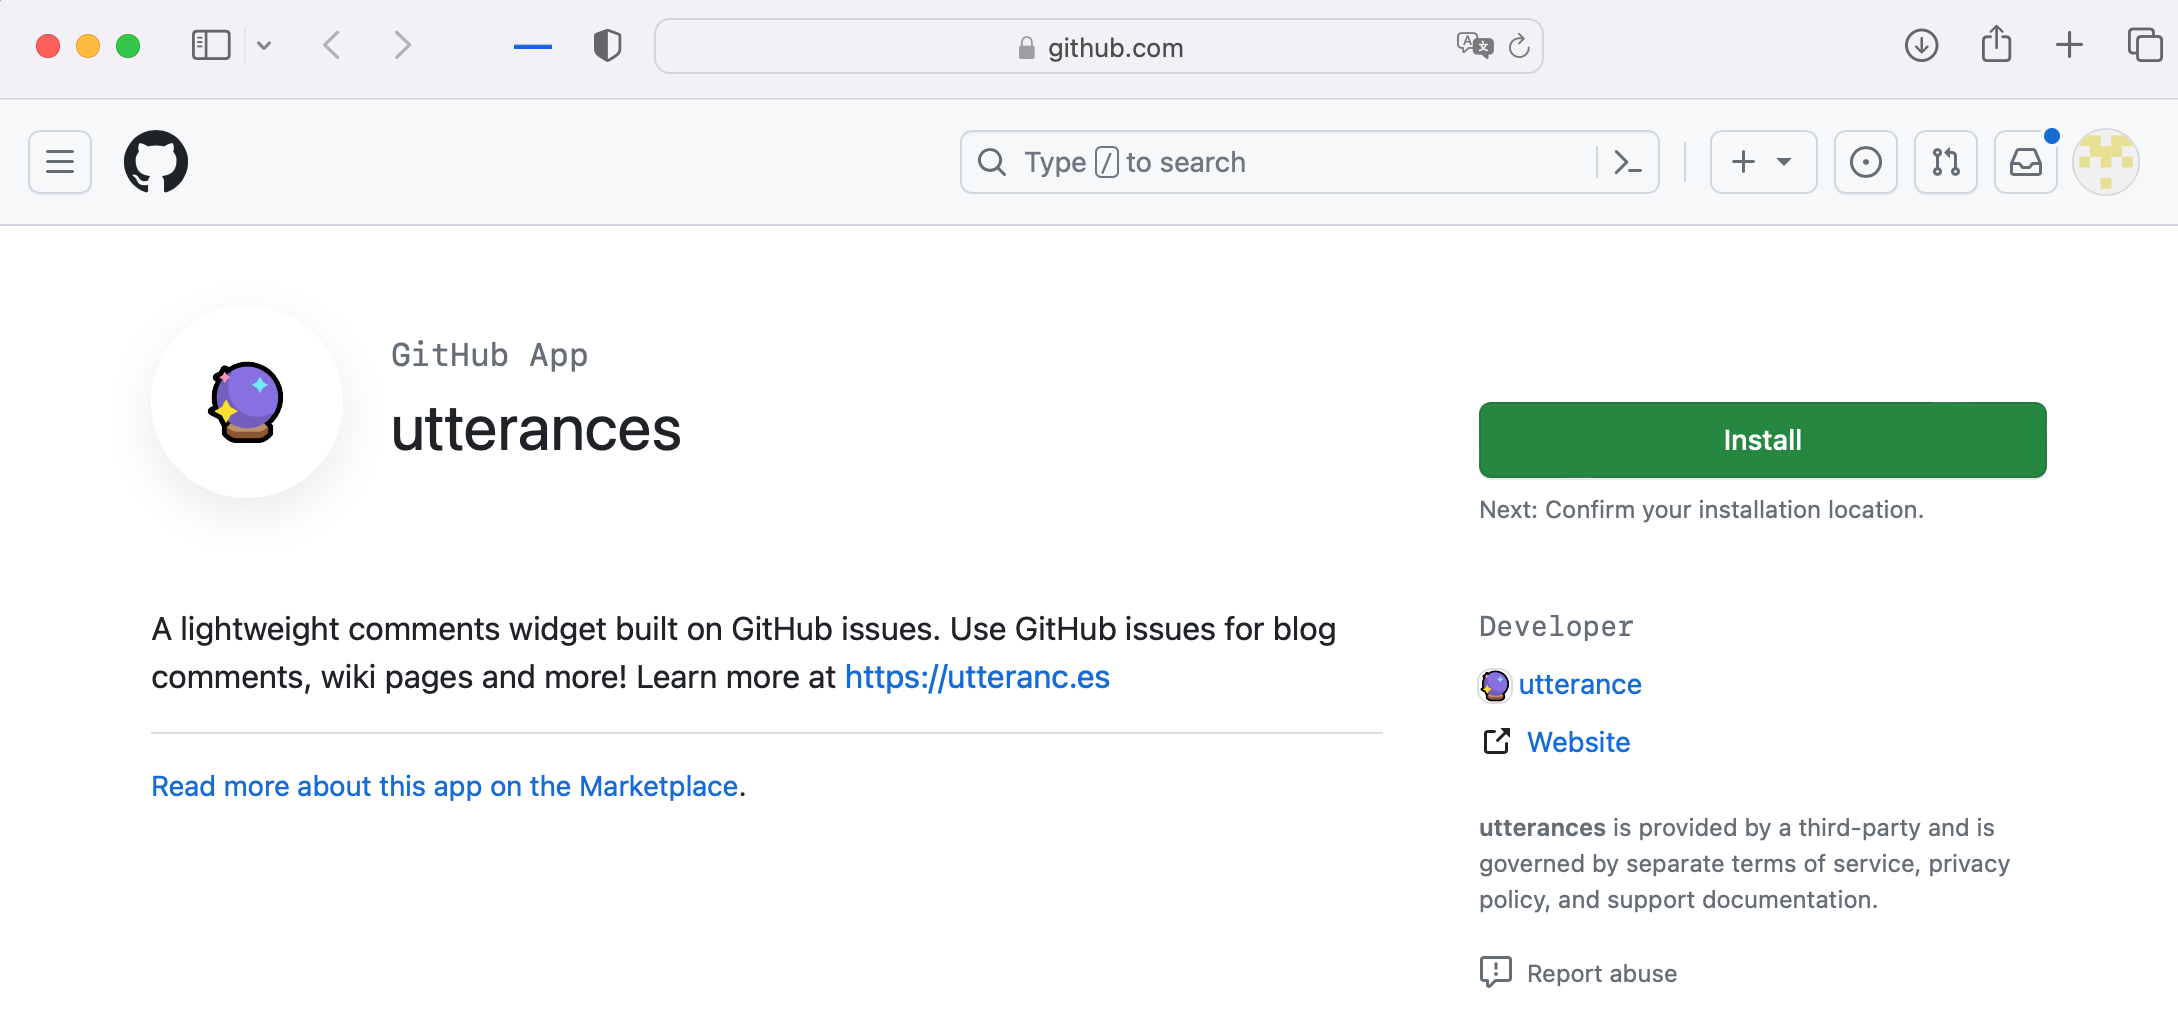 github.com
Type / to search
GitHub App
utterances
Install
Next: Confirm your installation location.
A lightweight comments widget built on GitHub issues. Use GitHub issues for blog
comments, wiki pages and more! Learn more at https://utteranc.es
Read more about this app on the Marketplace.
Developer
utterance
Website
utterances is provided by a third-party and is
governed by separate terms of service, privacy
policy, and support documentation.
Report abuse